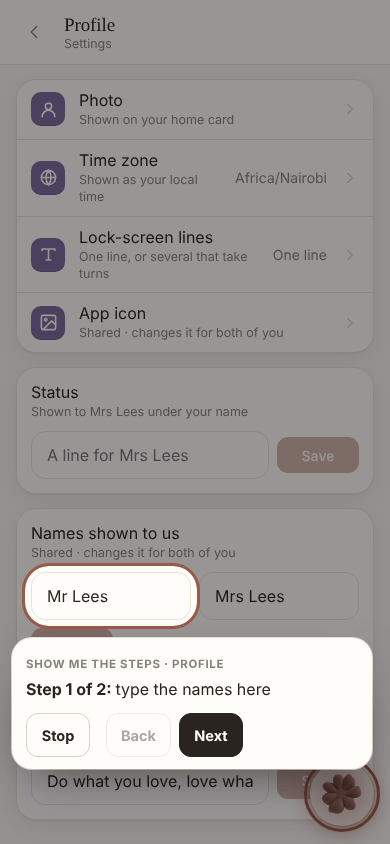 Profile
Settings
Photo
Shown on your home card
Time zone
Shown as your local
time
Africa/Nairobi
Lock-screen lines
One line, or several that take
turns
One line
App icon
Shared · changes it for both of you
Status
Shown to Mrs Lees under your name
A line for Mrs Lees
Save
Names shown to us
Shared · changes it for both of you
Mr Lees
Mrs Lees
SHOW ME THE STEPS · PROFILE
Step 1 of 2: type the names here
Stop
Back
Next
Do what you love, love wha